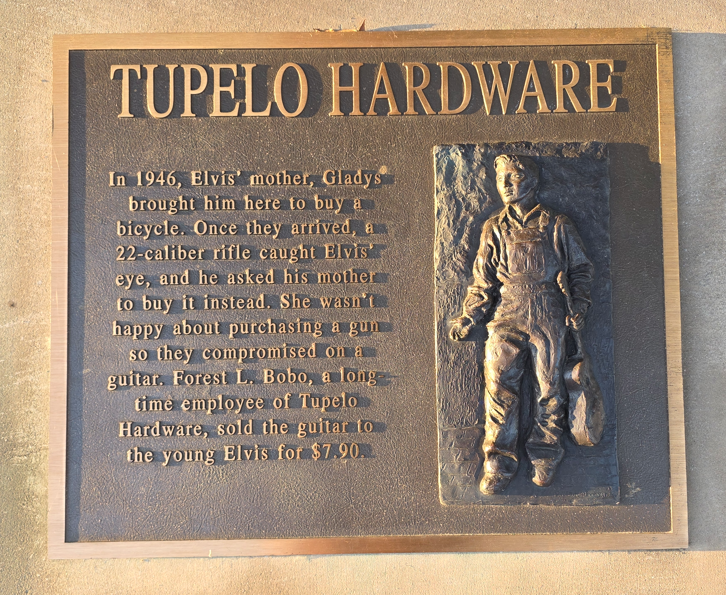 TUPELO HARDWARE
In 1946, Elvis' mother, Gladys
brought him here to buy a
bicycle. Once they arrived, a
22-caliber rifle caught Elvis'
eye, and he asked his mother
to buy it instead. She wasn't
happy about purchasing a gun
so they compromised on a
guitar. Forest L. Bobo, a long-
time employee of Tupelo
Hardware, sold the guitar to
the young Elvis for $7.90.